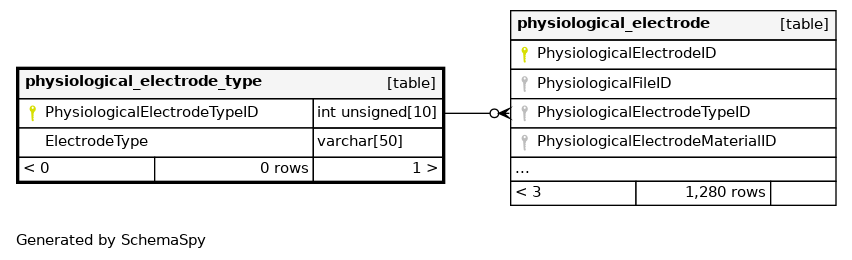 physiological_electrode_type [table]
PhysiologicalElectrodeTypeID int unsigned[10]
ElectrodeType varchar[50]
< 0 0 rows 1 >
physiological_electrode [table]
PhysiologicalElectrodeID
PhysiologicalFileID
PhysiologicalElectrodeTypeID
PhysiologicalElectrodeMaterialID
...
< 3 1,280 rows
Generated by SchemaSpy